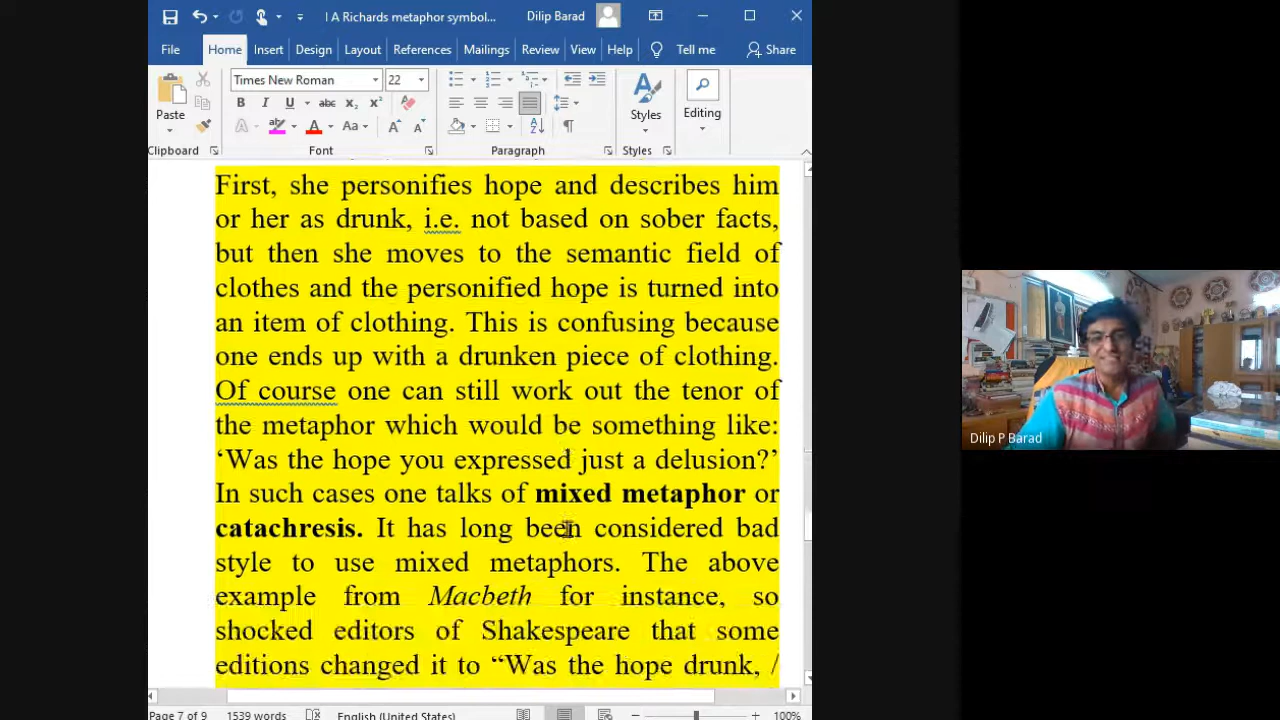 I A Richards metaphor symbol...
Dilip Barad
File Home Insert Design Layout References Mailings Review View Help Tell me Share
Times New Roman 22
Paste
Styles
Editing
Clipboard Font Paragraph Styles
First, she personifies hope and describes him
or her as drunk, i.e. not based on sober facts,
but then she moves to the semantic field of
clothes and the personified hope is turned into
an item of clothing. This is confusing because
one ends up with a drunken piece of clothing.
Of course one can still work out the tenor of
the metaphor which would be something like:
‘Was the hope you expressed just a delusion?’
In such cases one talks of mixed metaphor or
catachresis. It has long been considered bad
style to use mixed metaphors. The above
example from Macbeth for instance, so
shocked editors of Shakespeare that some
editions changed it to “Was the hope drunk, /
Page 7 of 9 1539 words English (United States) 100%
Dilip P Barad